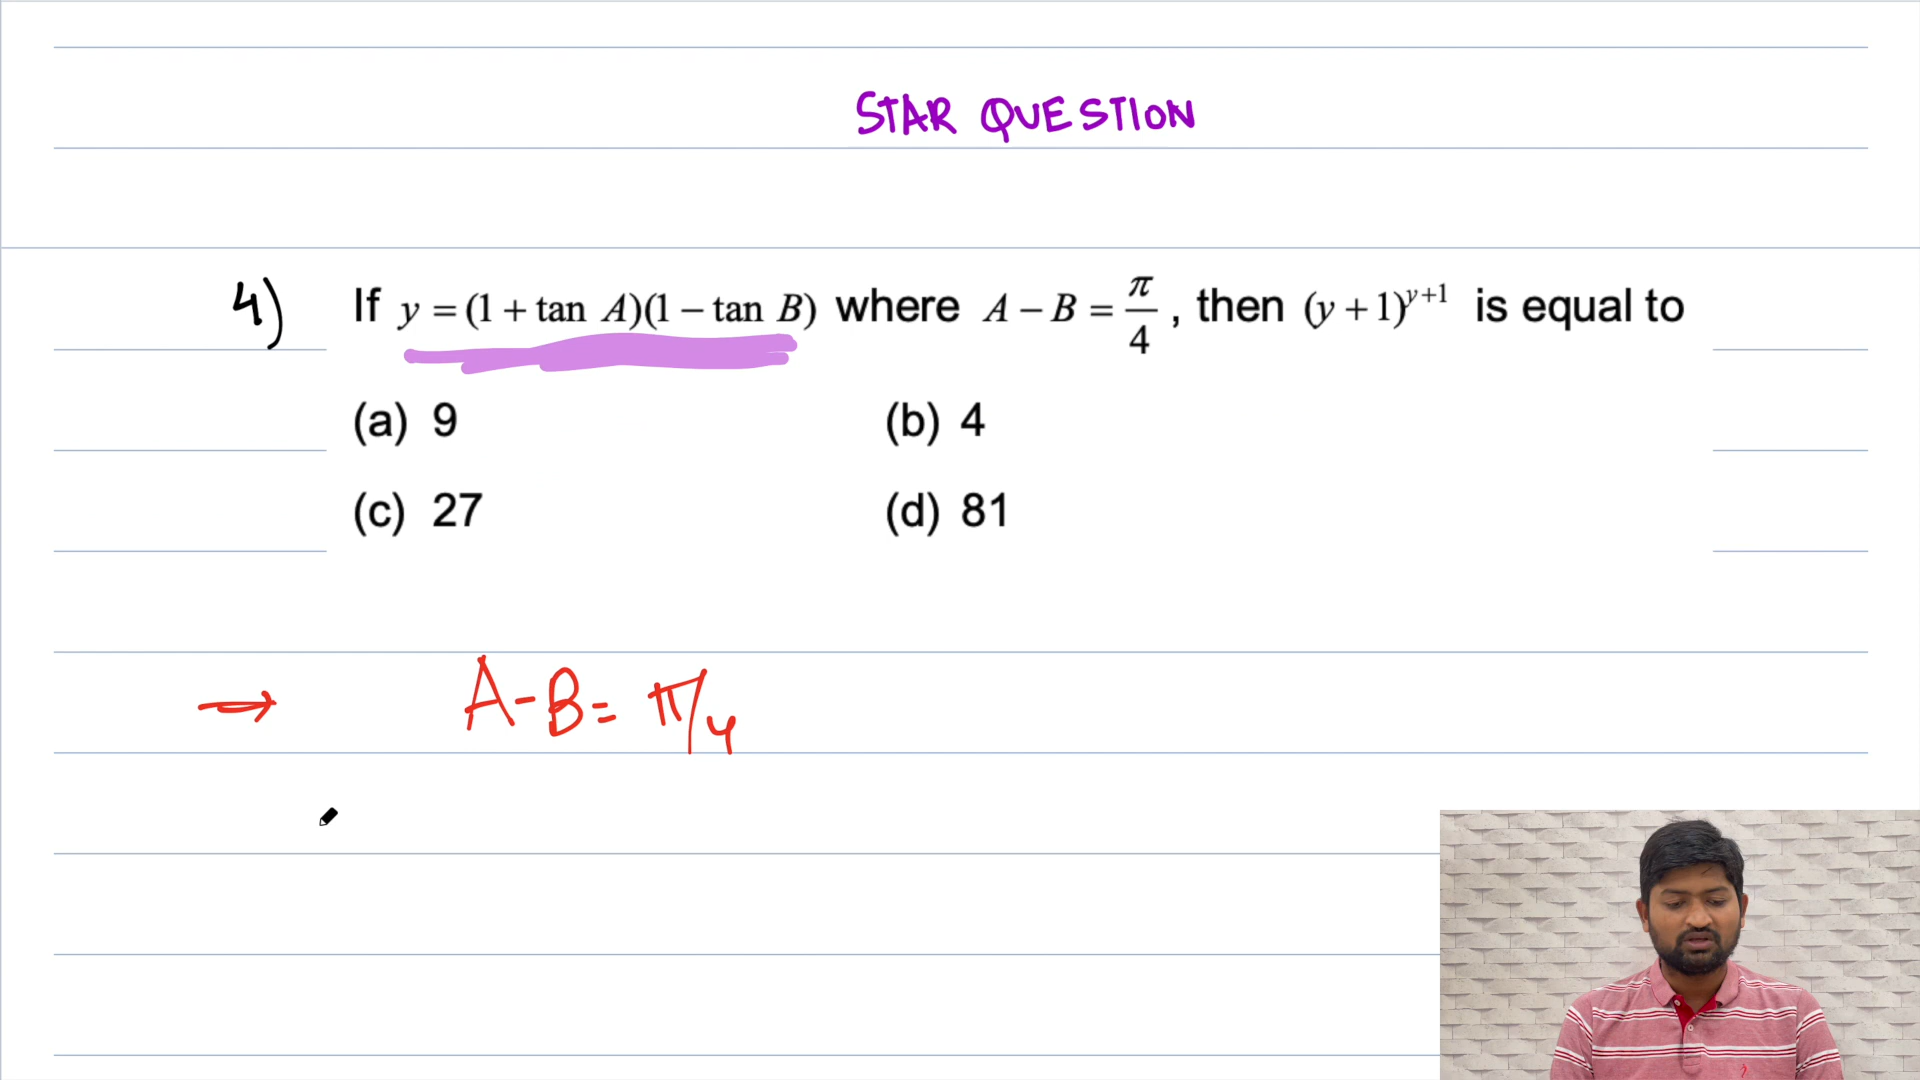 STAR QUESTION
4) If y = (1 + tan A)(1 − tan B) where A − B = π/4, then (y + 1)^(y+1) is equal to
(a) 9 (b) 4
(c) 27 (d) 81
→ A-B= π/4